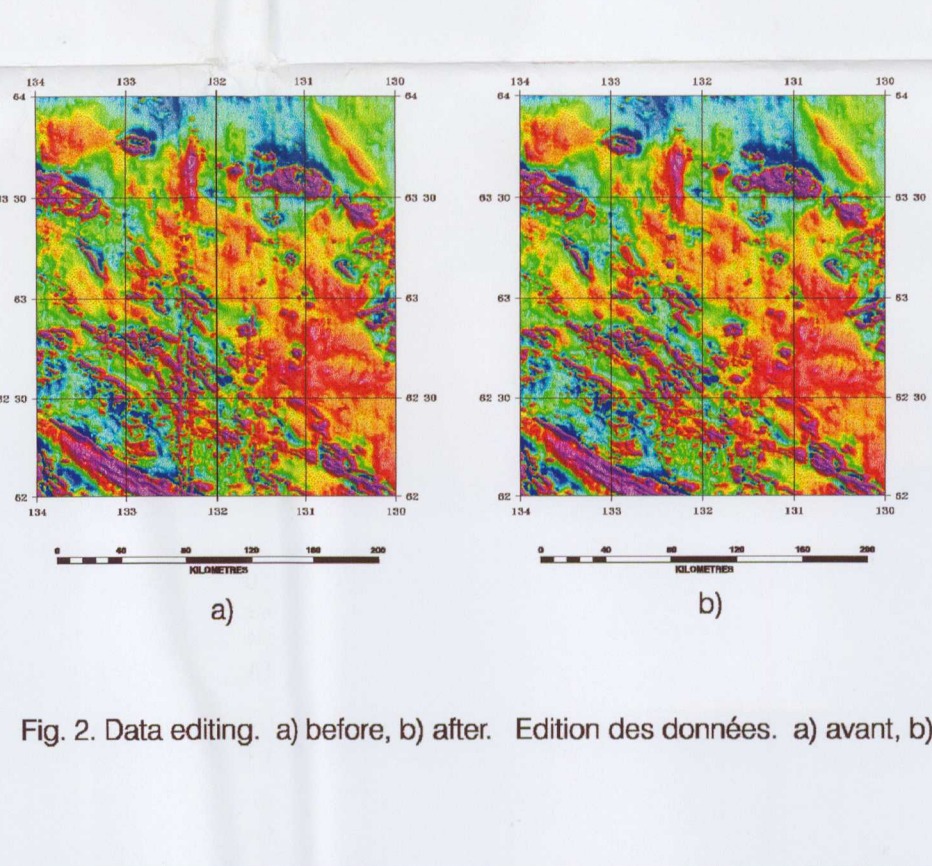 134 133 132 131 130
134 133 132 131 130
64 64
64 64
63 30 63 30
63 30 63 30
63 63
63 63
62 30 62 30
62 30 62 30
62 62
62 62
134 133 132 131 130
134 133 132 131 130
0 40 80 120 160 200
0 40 80 120 160 200
KILOMETRES
KILOMETRES
a)
b)
Fig. 2. Data editing. a) before, b) after. Edition des données. a) avant, b)